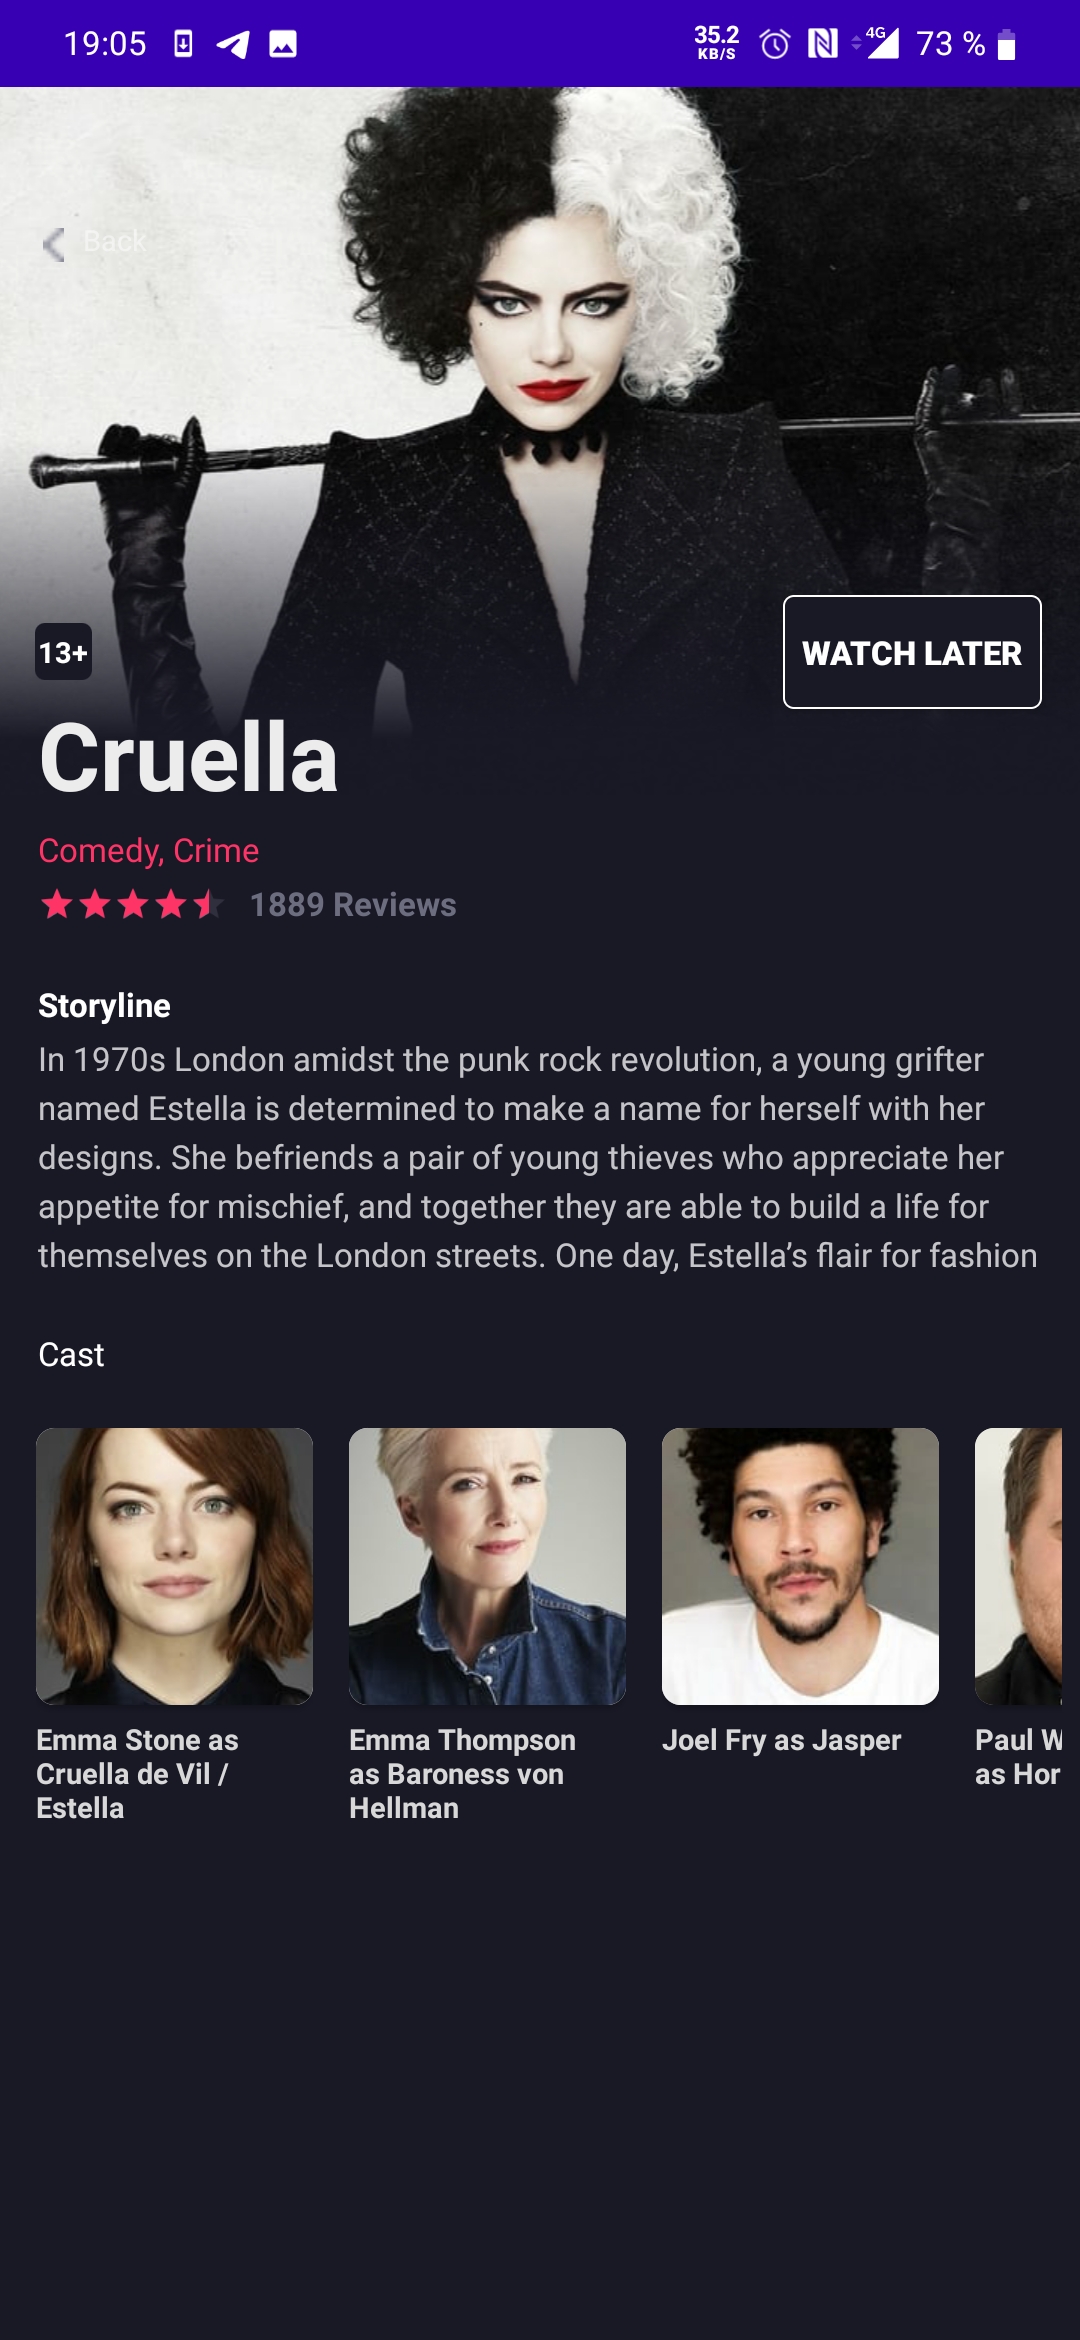 19:05
35.2
KB/S
4G
73 %
Back
13+
WATCH LATER
Cruella
Comedy, Crime
1889 Reviews
Storyline
In 1970s London amidst the punk rock revolution, a young grifter
named Estella is determined to make a name for herself with her
designs. She befriends a pair of young thieves who appreciate her
appetite for mischief, and together they are able to build a life for
themselves on the London streets. One day, Estella’s flair for fashion
Cast
Emma Stone as
Cruella de Vil /
Estella
Emma Thompson
as Baroness von
Hellman
Joel Fry as Jasper
Paul W
as Hor